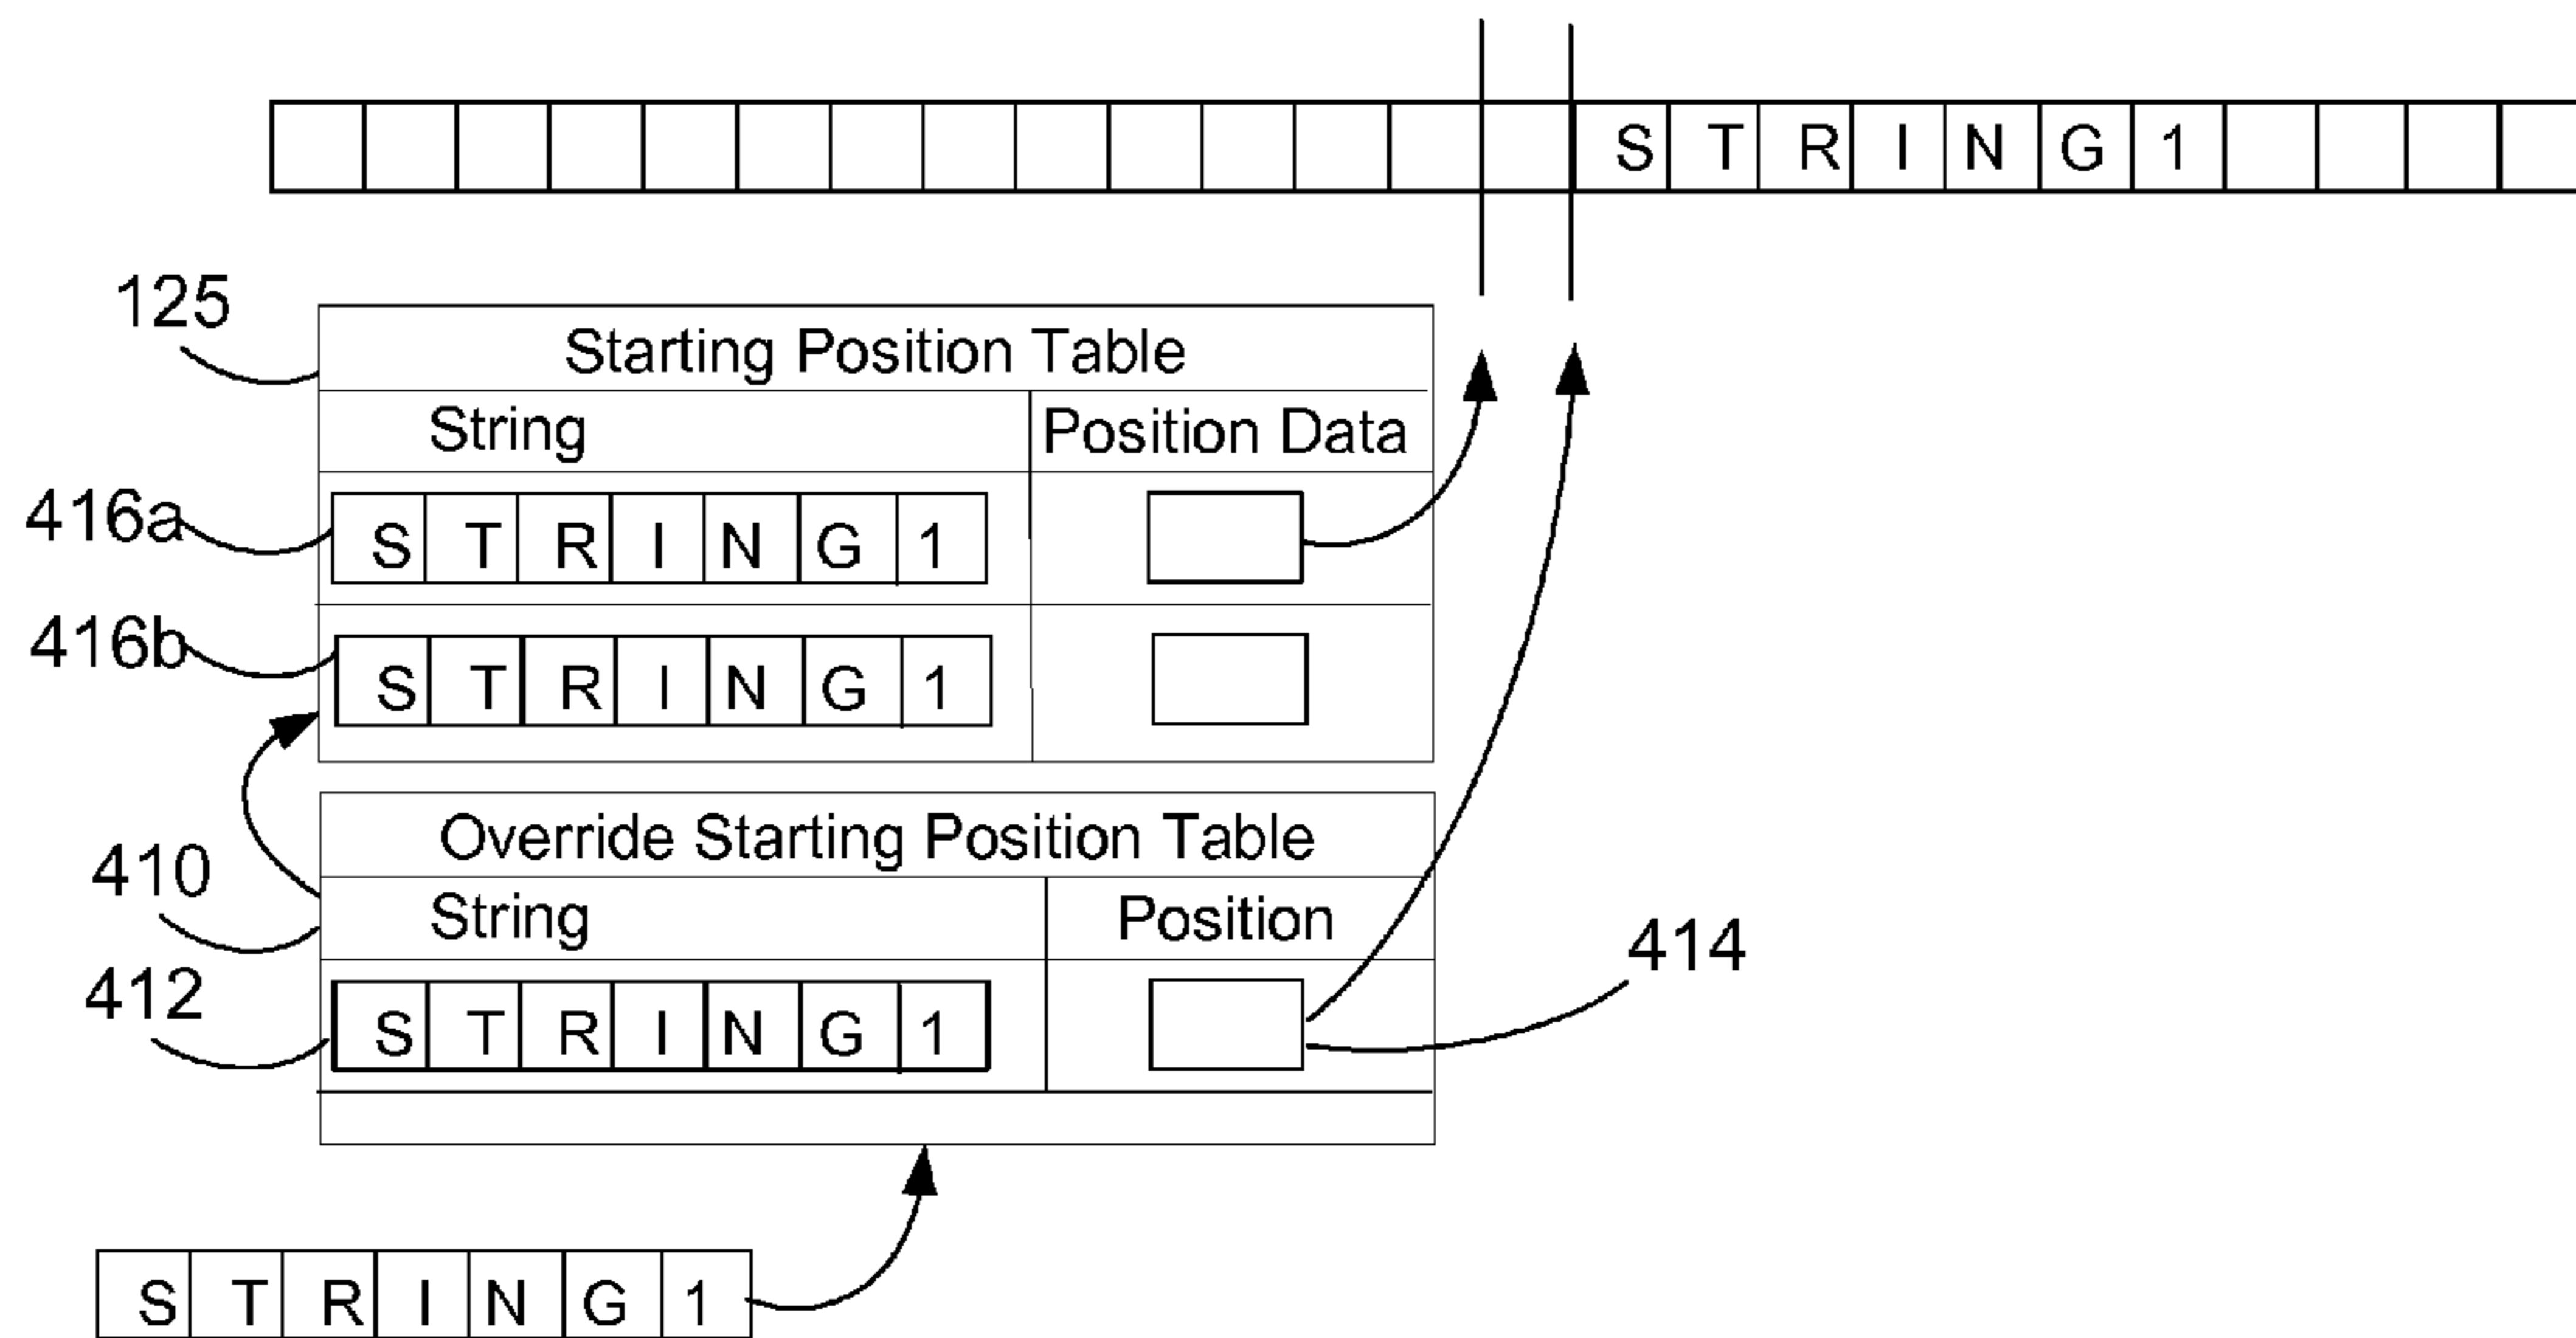 S T R I N G 1
125
Starting Position Table
String Position Data
416a S T R I N G 1
416b S T R I N G 1
Override Starting Position Table
410
String Position
414
412 S T R I N G 1
S T R I N G 1